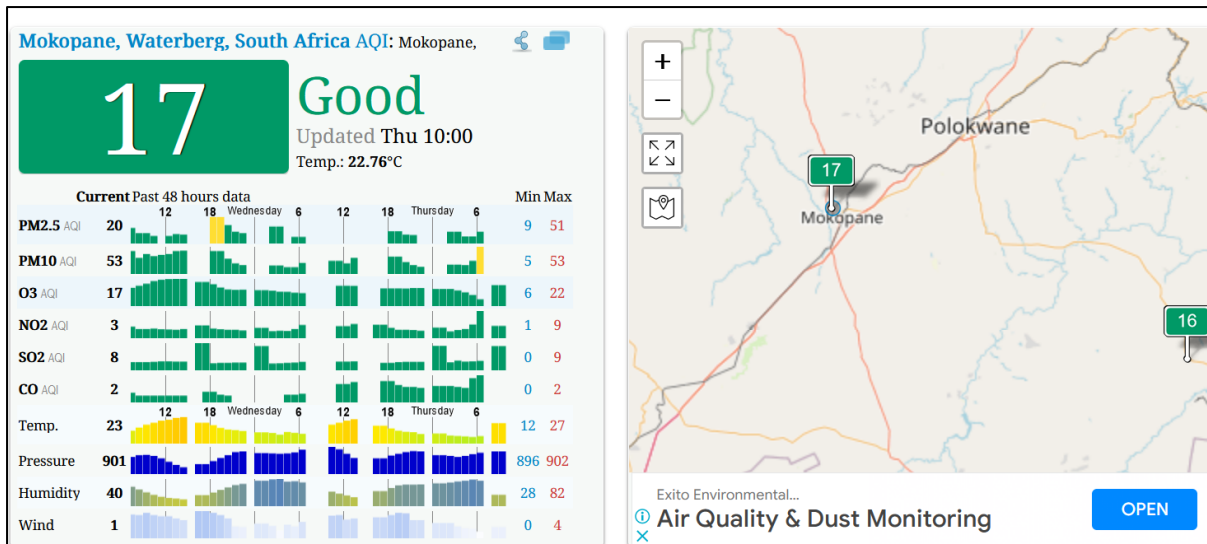 Mokopane, Waterberg, South Africa AQI: Mokopane,
17
Good
Updated Thu 10:00
Temp.: 22.76°C
Current Past 48 hours data Min Max
12 18 Wednesday 6 12 18 Thursday 6
PM2.5 AQI 20 9 51
PM10 AQI 53 5 53
O3 AQI 17 6 22
NO2 AQI 3 1 9
SO2 AQI 8 0 9
CO AQI 2 0 2
12 18 Wednesday 6 12 18 Thursday 6
Temp. 23 12 27
Pressure 901 896 902
Humidity 40 28 82
Wind 1 0 4
+
−
Polokwane
17
Mokopane
16
Exito Environmental...
Air Quality & Dust Monitoring
OPEN